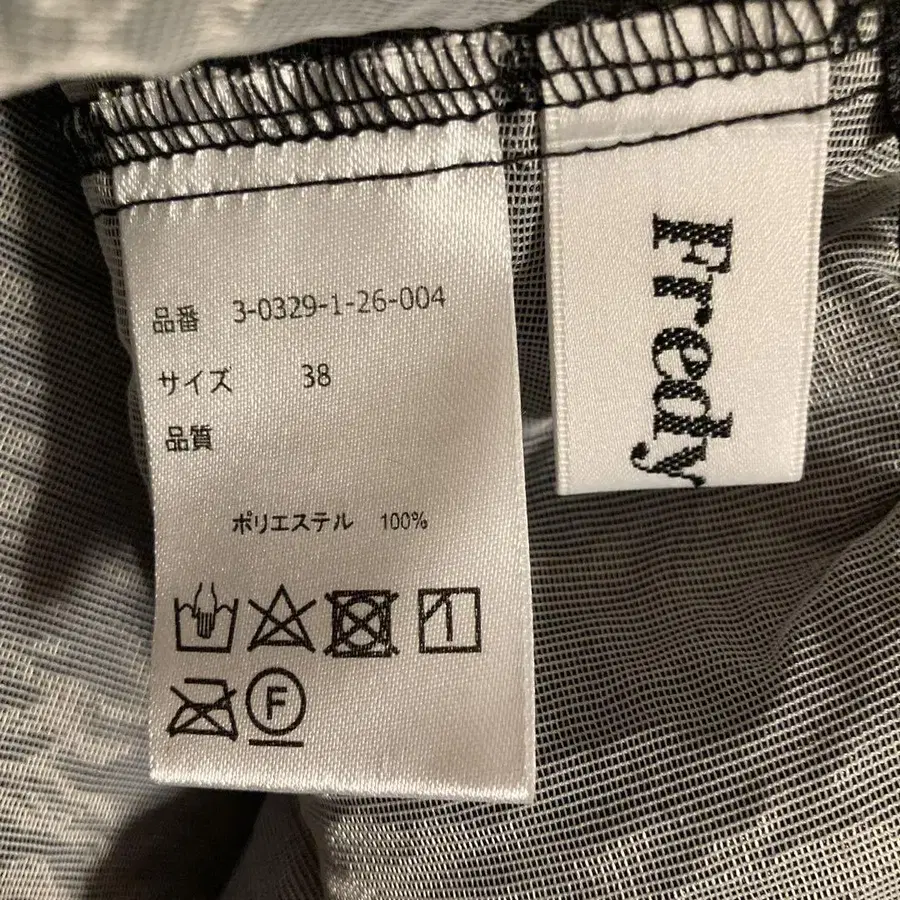 品番 3-0329-1-26-004
サイズ 38
品質
ポリエステル 100%
F
Fredy